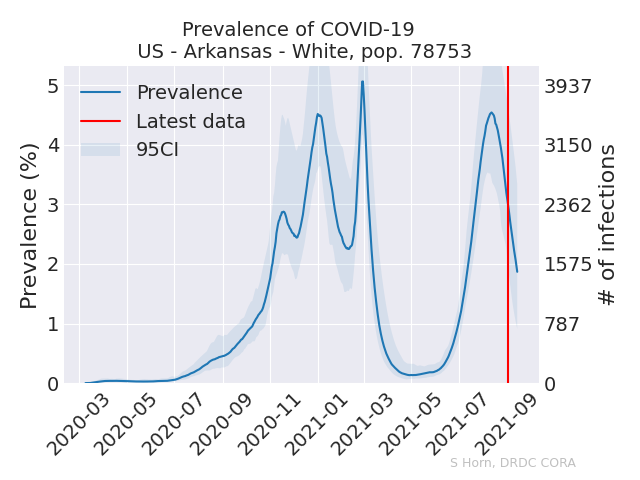 Prevalence of COVID-19
US - Arkansas - White, pop. 78753
Prevalence
Latest data
95CI
Prevalence (%)
5
4
3
2
1
0
3937
3150
2362
1575
787
0
# of infections
2020-03
2020-05
2020-07
2020-09
2020-11
2021-01
2021-03
2021-05
2021-07
2021-09
S Horn, DRDC CORA